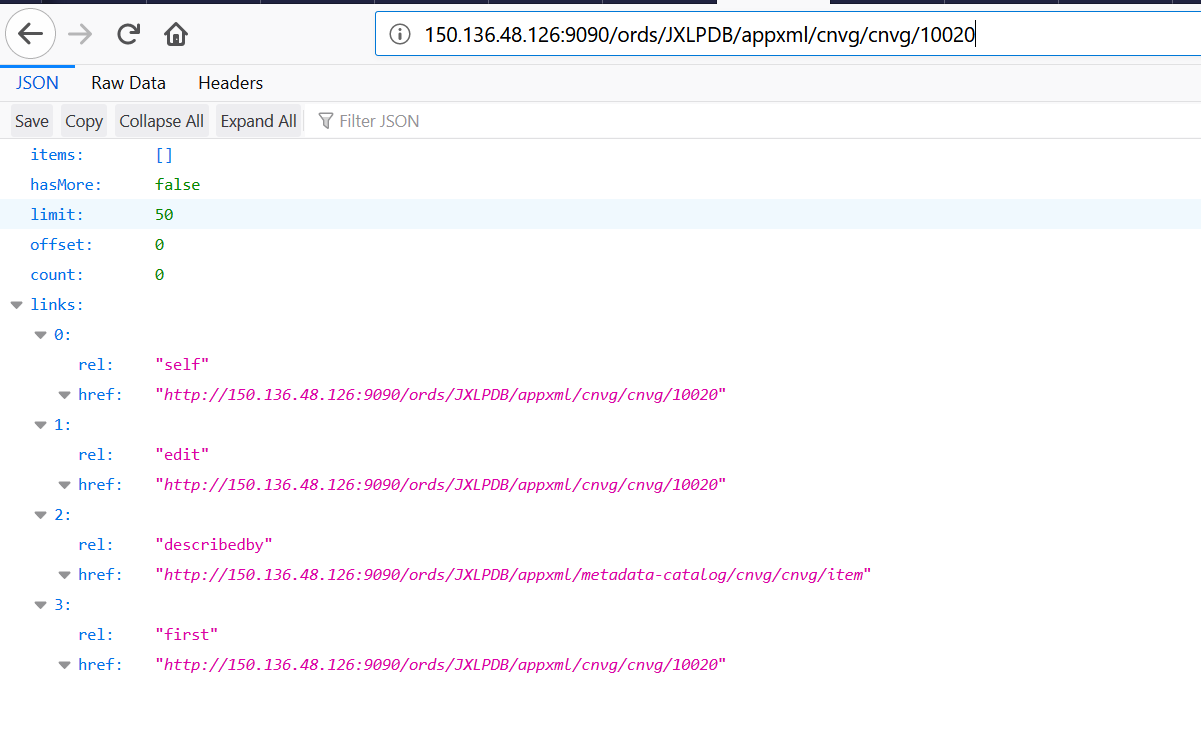 150.136.48.126:9090/ords/JXLPDB/appxml/cnvg/cnvg/10020
JSON Raw Data Headers
Save Copy Collapse All Expand All Filter JSON
items: []
hasMore: false
limit: 50
offset: 0
count: 0
links:
0:
rel: "self"
href: "http://150.136.48.126:9090/ords/JXLPDB/appxml/cnvg/cnvg/10020"
1:
rel: "edit"
href: "http://150.136.48.126:9090/ords/JXLPDB/appxml/cnvg/cnvg/10020"
2:
rel: "describedby"
href: "http://150.136.48.126:9090/ords/JXLPDB/appxml/metadata-catalog/cnvg/cnvg/item"
3:
rel: "first"
href: "http://150.136.48.126:9090/ords/JXLPDB/appxml/cnvg/cnvg/10020"